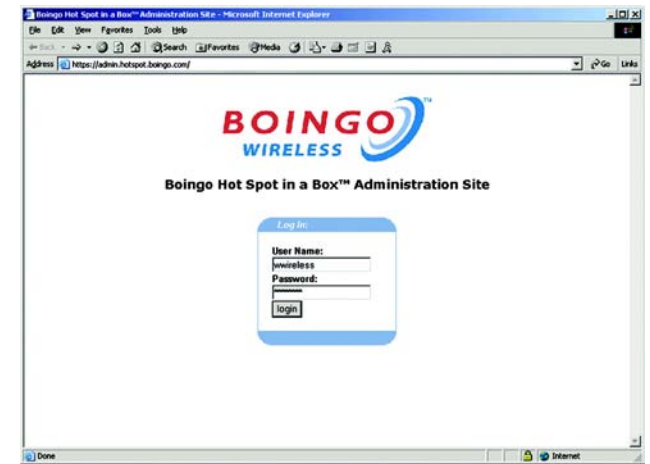 Boingo Hot Spot in a Box™ Administration Site - Microsoft Internet Explorer
File Edit View Favorites Tools Help
Back Search Favorites Media
Address https://admin.hotspot.boingo.com/ Go Links
BOINGO™
WIRELESS
Boingo Hot Spot in a Box™ Administration Site
Log in:
User Name:
wwireless
Password:
login
Done Internet